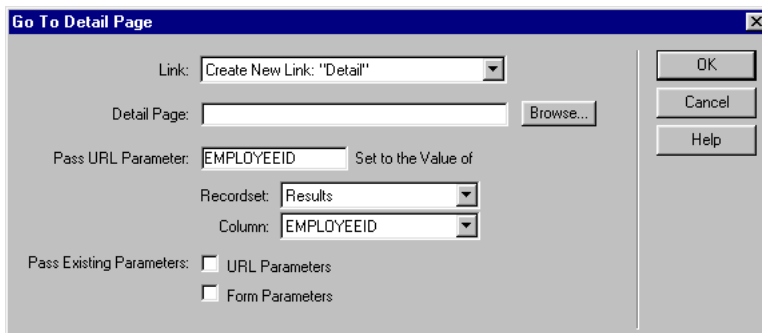 Go To Detail Page
Link: Create New Link: "Detail"
OK
Detail Page: Browse...
Cancel
Help
Pass URL Parameter: EMPLOYEEID Set to the Value of
Recordset: Results
Column: EMPLOYEEID
Pass Existing Parameters: URL Parameters
Form Parameters